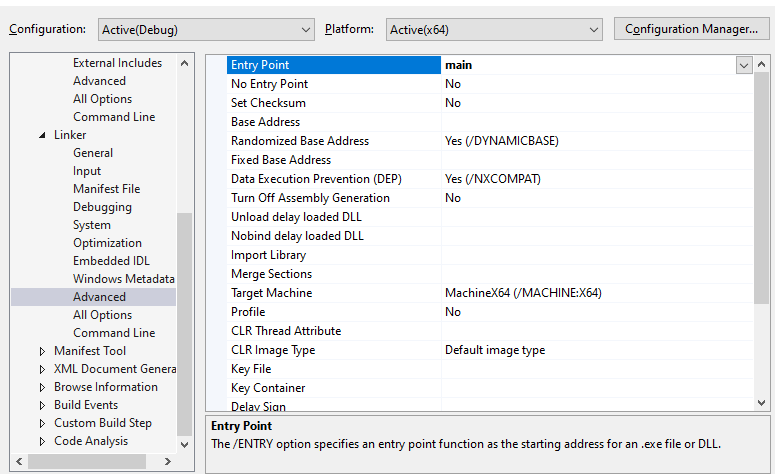 Configuration: Active(Debug) Platform: Active(x64) Configuration Manager...
External Includes
Advanced
All Options
Command Line
Linker
General
Input
Manifest File
Debugging
System
Optimization
Embedded IDL
Windows Metadata
Advanced
All Options
Command Line
Manifest Tool
XML Document Genera
Browse Information
Build Events
Custom Build Step
Code Analysis
Entry Point main
No Entry Point No
Set Checksum No
Base Address
Randomized Base Address Yes (/DYNAMICBASE)
Fixed Base Address
Data Execution Prevention (DEP) Yes (/NXCOMPAT)
Turn Off Assembly Generation No
Unload delay loaded DLL
Nobind delay loaded DLL
Import Library
Merge Sections
Target Machine MachineX64 (/MACHINE:X64)
Profile No
CLR Thread Attribute
CLR Image Type Default image type
Key File
Key Container
Delay Sign
Entry Point
The /ENTRY option specifies an entry point function as the starting address for an .exe file or DLL.